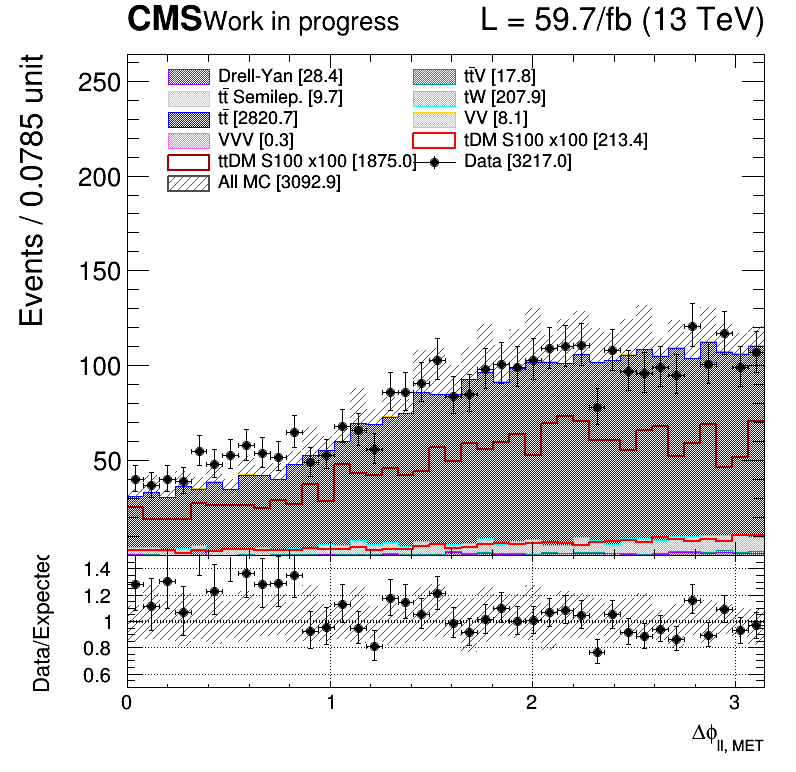 CMS Work in progress L = 59.7/fb (13 TeV)
Drell-Yan [28.4] tt̄V [17.8]
tt̄ Semilep. [9.7] tW [207.9]
tt̄ [2820.7] VV [8.1]
VVV [0.3] tDM S100 x100 [213.4]
ttDM S100 x100 [1875.0] Data [3217.0]
All MC [3092.9]
Events / 0.0785 unit
250
200
150
100
50
Data/Expected
1.4
1.2
1
0.8
0.6
0 1 2 3
Δϕll, MET